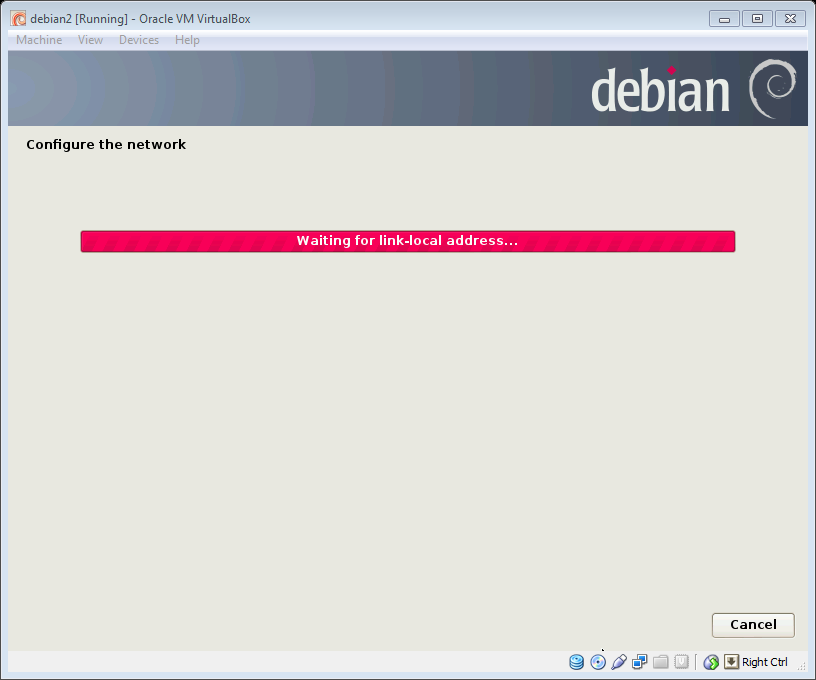 debian2 [Running] - Oracle VM VirtualBox
Machine View Devices Help
debian
Configure the network
Waiting for link-local address...
Cancel
Right Ctrl